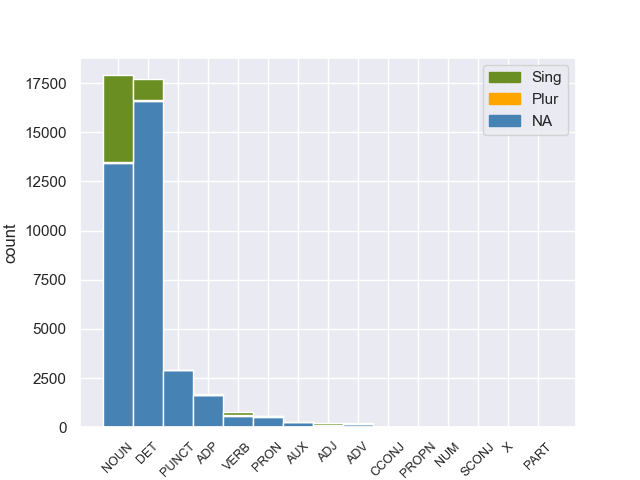 17500
15000
12500
10000
7500
5000
2500
0
count
Sing
Plur
NA
NOUN
DET
PUNCT
ADP
VERB
PRON
AUX
ADJ
ADV
CCONJ
PROPN
NUM
SCONJ
X
PART